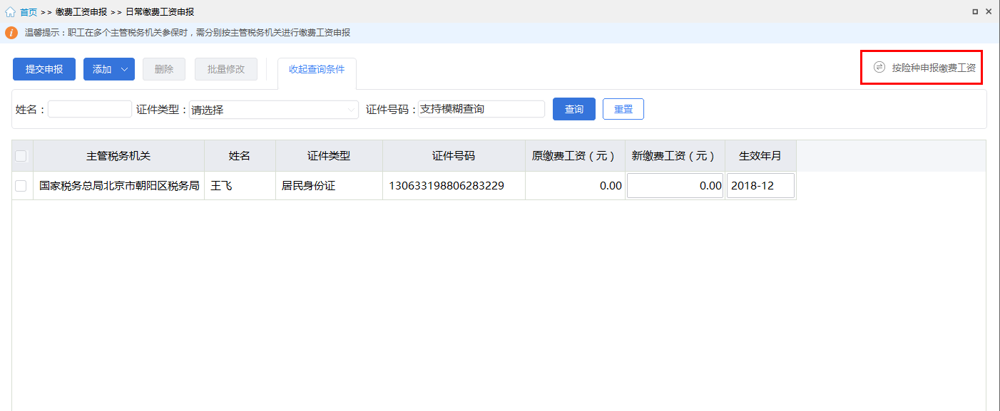 首页 >> 缴费工资申报 >> 日常缴费工资申报
温馨提示：职工在多个主管税务机关参保时，需分别按主管税务机关进行缴费工资申报
提交申报 添加 删除 批量修改 收起查询条件 按险种申报缴费工资
姓名： 证件类型：请选择 证件号码：支持模糊查询 查询 重置
主管税务机关 姓名 证件类型 证件号码 原缴费工资（元） 新缴费工资（元） 生效年月
国家税务总局北京市朝阳区税务局 王飞 居民身份证 130633198806283229 0.00 0.00 2018-12